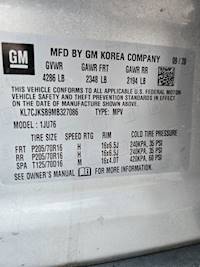 GM
MFD BY GM KOREA COMPANY 09/20
GVWR GAWR FRT GAWR RR
4286 LB 2348 LB 2194 LB
THIS VEHICLE CONFORMS TO ALL APPLICABLE U.S. FEDERAL MOTOR
VEHICLE SAFETY AND THEFT PREVENTION STANDARDS IN EFFECT
ON THE DATE OF MANUFACTURE SHOWN ABOVE
KL7CJKSB9MB327086 TYPE: MPV
MODEL: 1JU76
TIRE SIZE SPEED RTG RIM COLD TIRE PRESSURE
FRT P205/70R16 H 16x6.5J 240KPA, 35 PSI
RR P205/70R16 H 16x6.5J 240KPA, 35 PSI
SPA T125/70D16 M 16x4.0T 420KPA, 60 PSI
SEE OWNER'S MANUAL FOR MORE INFORMATION.